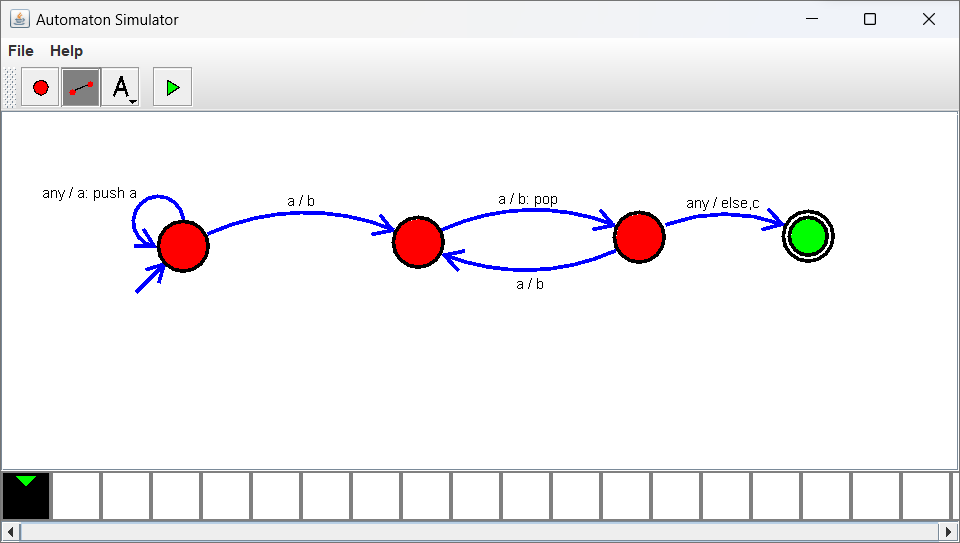 Automaton Simulator
File Help
A
any / a: push a
a / b
a / b: pop
any / else,c
a / b